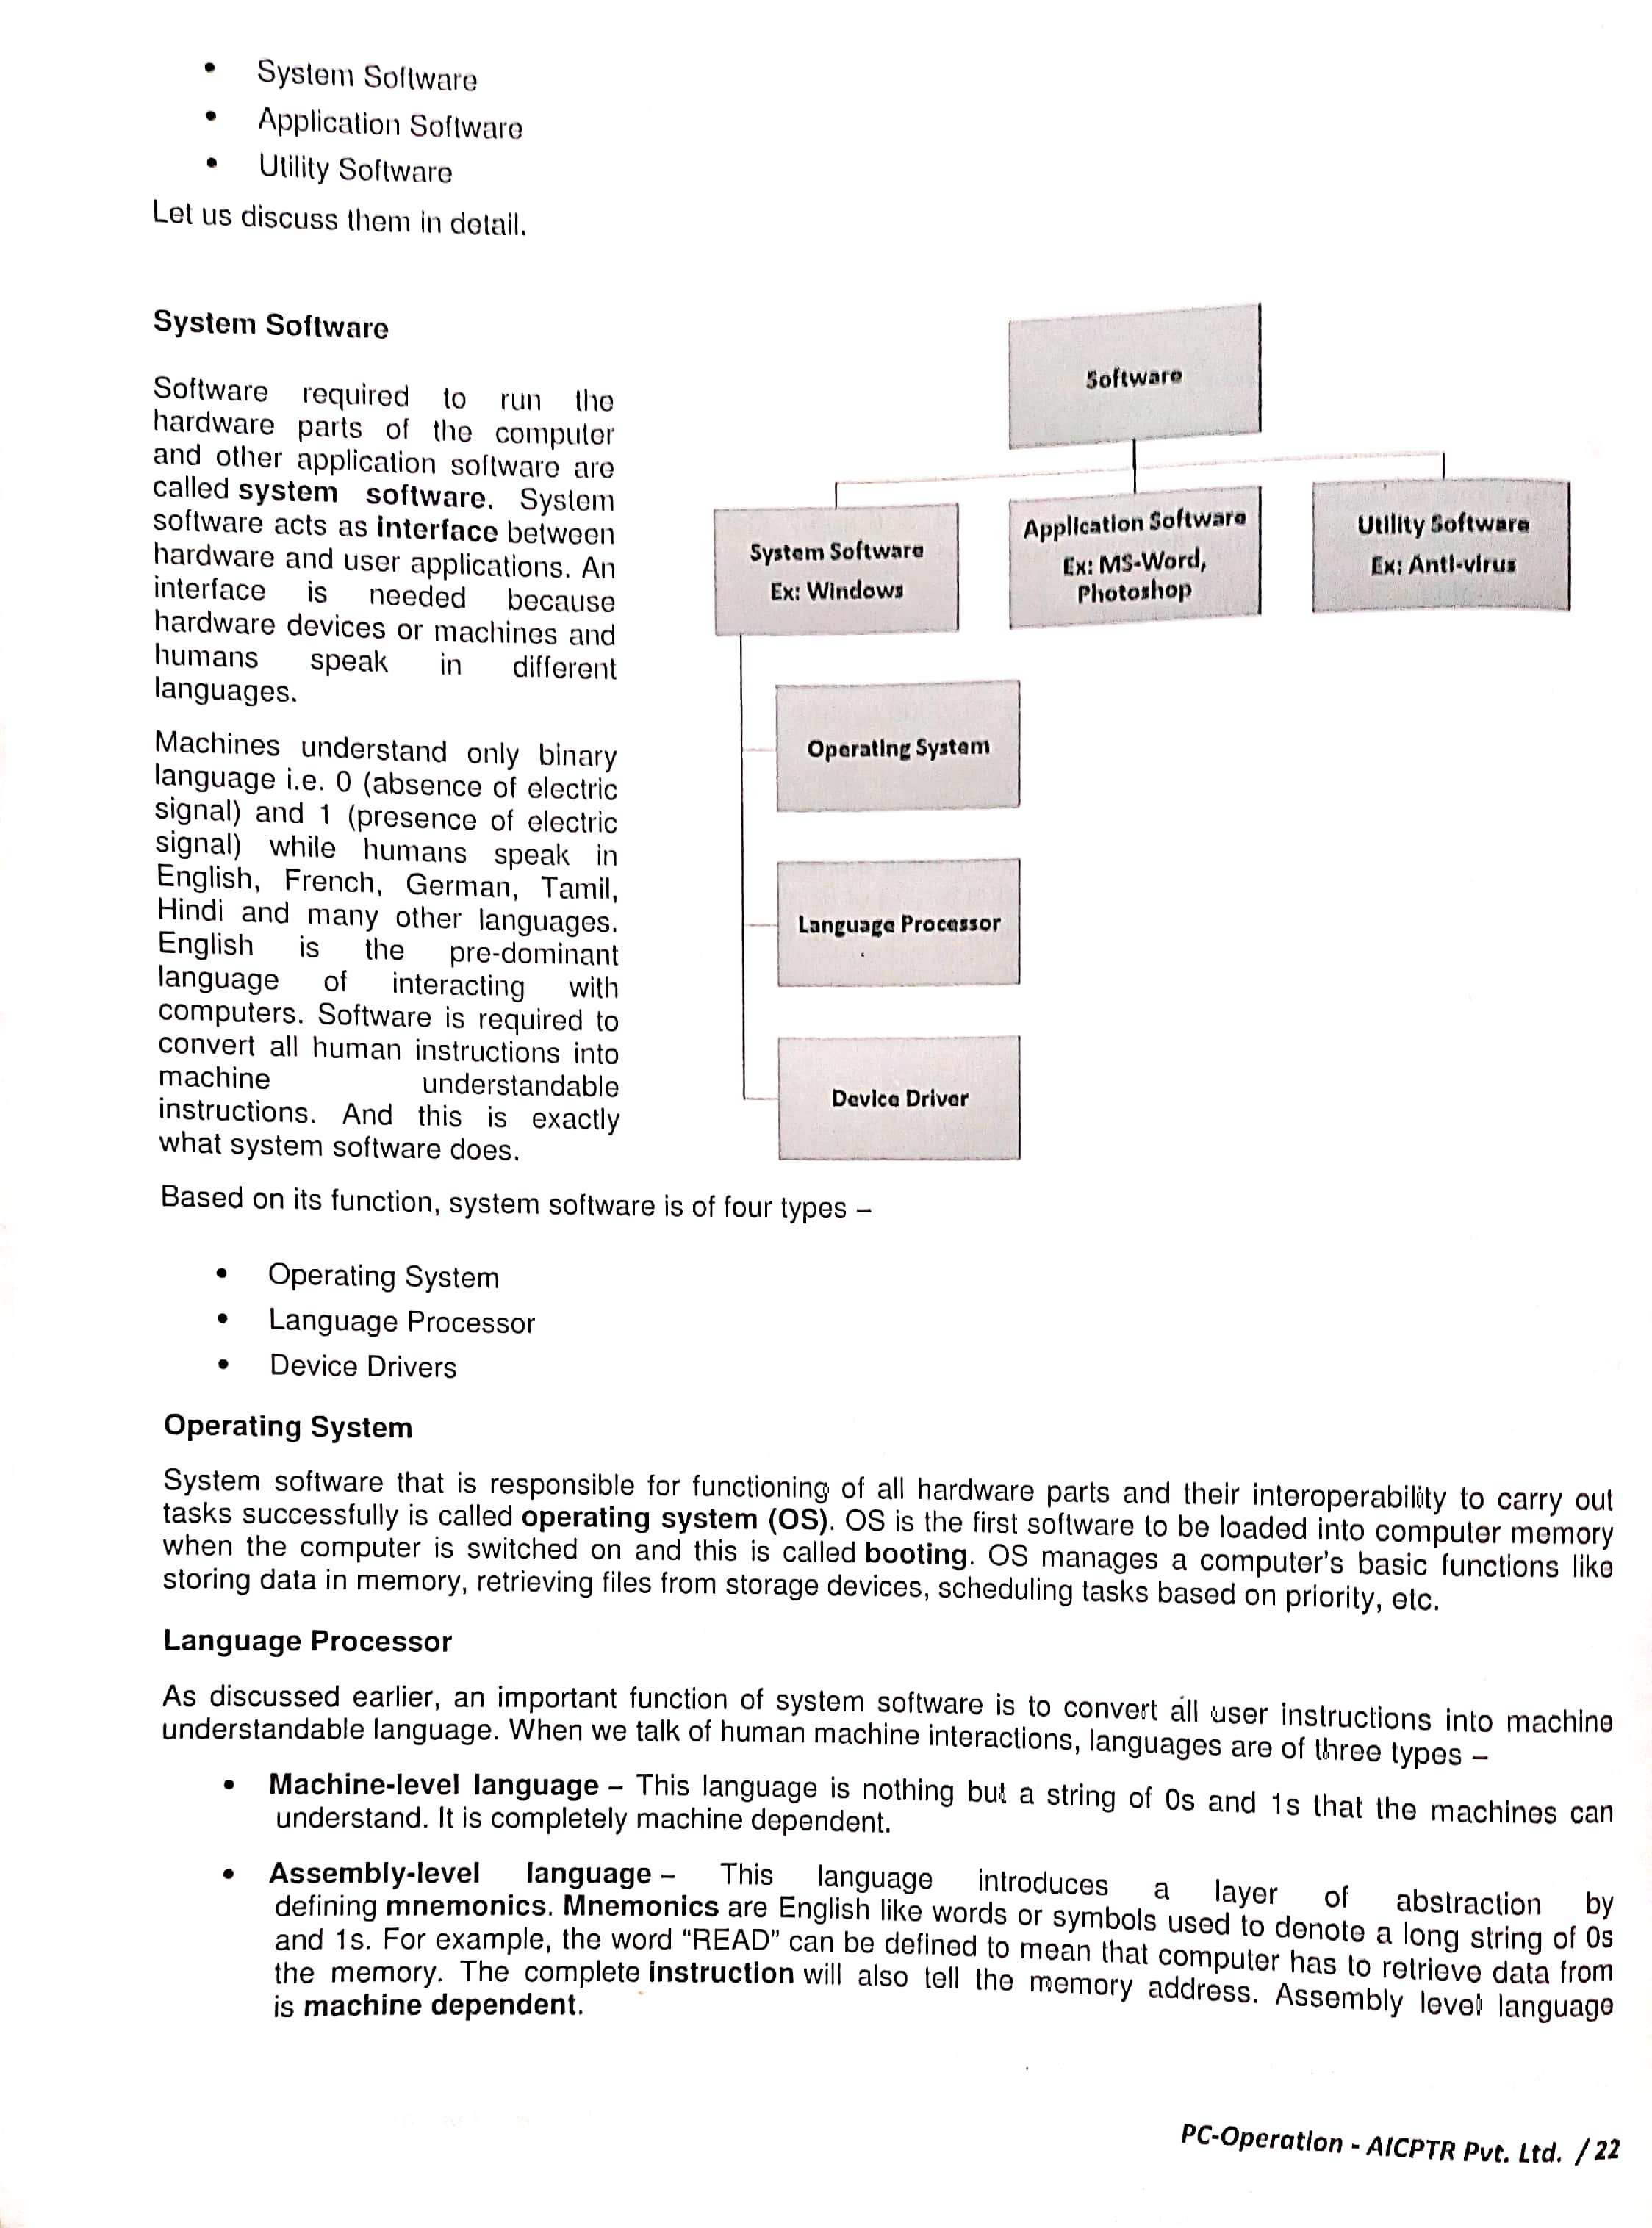 • System Software
• Application Software
• Utility Software
Let us discuss them in detail.
System Software
Software required to run the
hardware parts of the computer
and other application software are
called system software. System
software acts as interface between
hardware and user applications. An
interface is needed because
hardware devices or machines and
humans speak in different
languages.
Machines understand only binary
language i.e. 0 (absence of electric
signal) and 1 (presence of electric
signal) while humans speak in
English, French, German, Tamil,
Hindi and many other languages.
English is the pre-dominant
language of interacting with
computers. Software is required to
convert all human instructions into
machine understandable
instructions. And this is exactly
what system software does.
Software
System Software
Ex: Windows
Application Software
Ex: MS-Word,
Photoshop
Utility Software
Ex: Anti-virus
Operating System
Language Processor
Device Driver
Based on its function, system software is of four types –
• Operating System
• Language Processor
• Device Drivers
Operating System
System software that is responsible for functioning of all hardware parts and their interoperability to carry out
tasks successfully is called operating system (OS). OS is the first software to be loaded into computer memory
when the computer is switched on and this is called booting. OS manages a computer's basic functions like
storing data in memory, retrieving files from storage devices, scheduling tasks based on priority, etc.
Language Processor
As discussed earlier, an important function of system software is to convert all user instructions into machine
understandable language. When we talk of human machine interactions, languages are of three types –
• Machine-level language – This language is nothing but a string of 0s and 1s that the machines can
understand. It is completely machine dependent.
• Assembly-level language – This language introduces a layer of abstraction by
defining mnemonics. Mnemonics are English like words or symbols used to denote a long string of 0s
and 1s. For example, the word "READ" can be defined to mean that computer has to retrieve data from
the memory. The complete instruction will also tell the memory address. Assembly level language
is machine dependent.
PC-Operation - AICPTR Pvt. Ltd. / 22